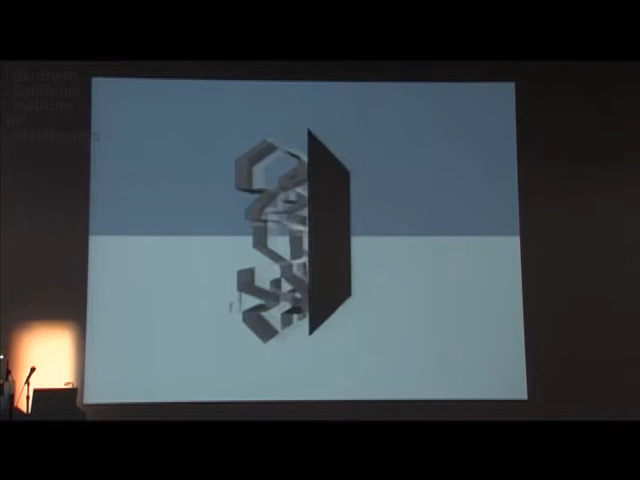 Southern
California
Institute
of
Architecture